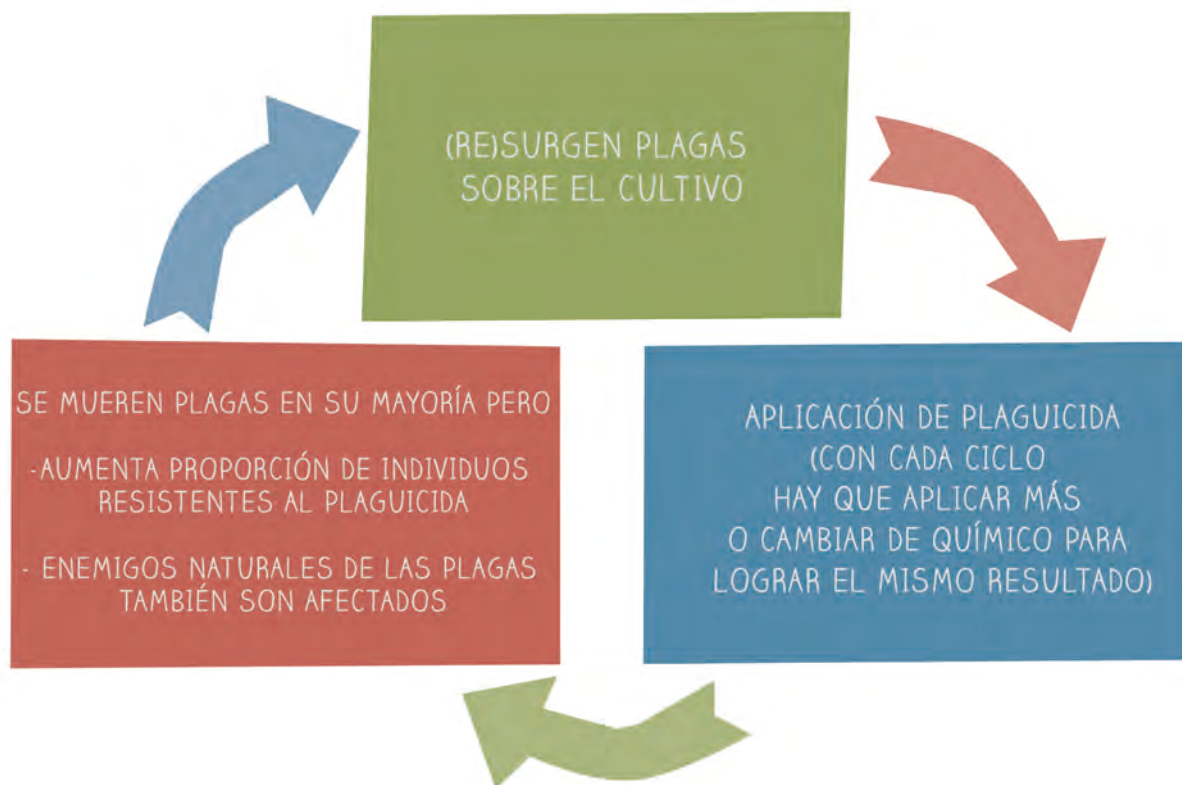 (RE)SURGEN PLAGAS
SOBRE EL CULTIVO
APLICACIÓN DE PLAGUICIDA
(CON CADA CICLO
HAY QUE APLICAR MÁS
O CAMBIAR DE QUÍMICO PARA
LOGRAR EL MISMO RESULTADO)
SE MUEREN PLAGAS EN SU MAYORÍA PERO
-AUMENTA PROPORCIÓN DE INDIVIDUOS
RESISTENTES AL PLAGUICIDA
- ENEMIGOS NATURALES DE LAS PLAGAS
TAMBIÉN SON AFECTADOS